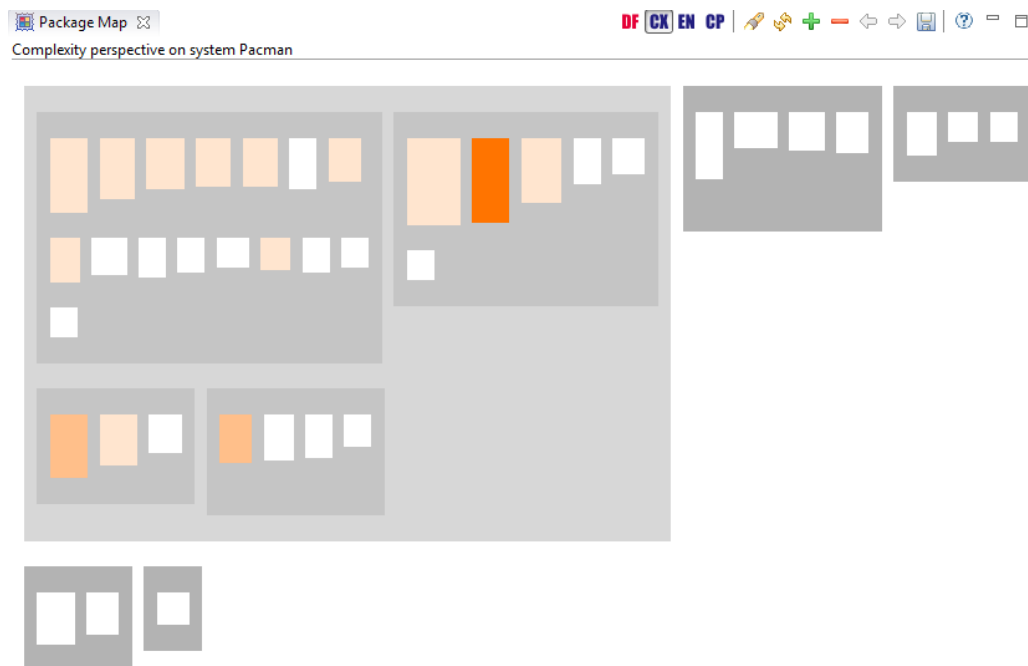 Package Map
DF CX EN CP
Complexity perspective on system Pacman